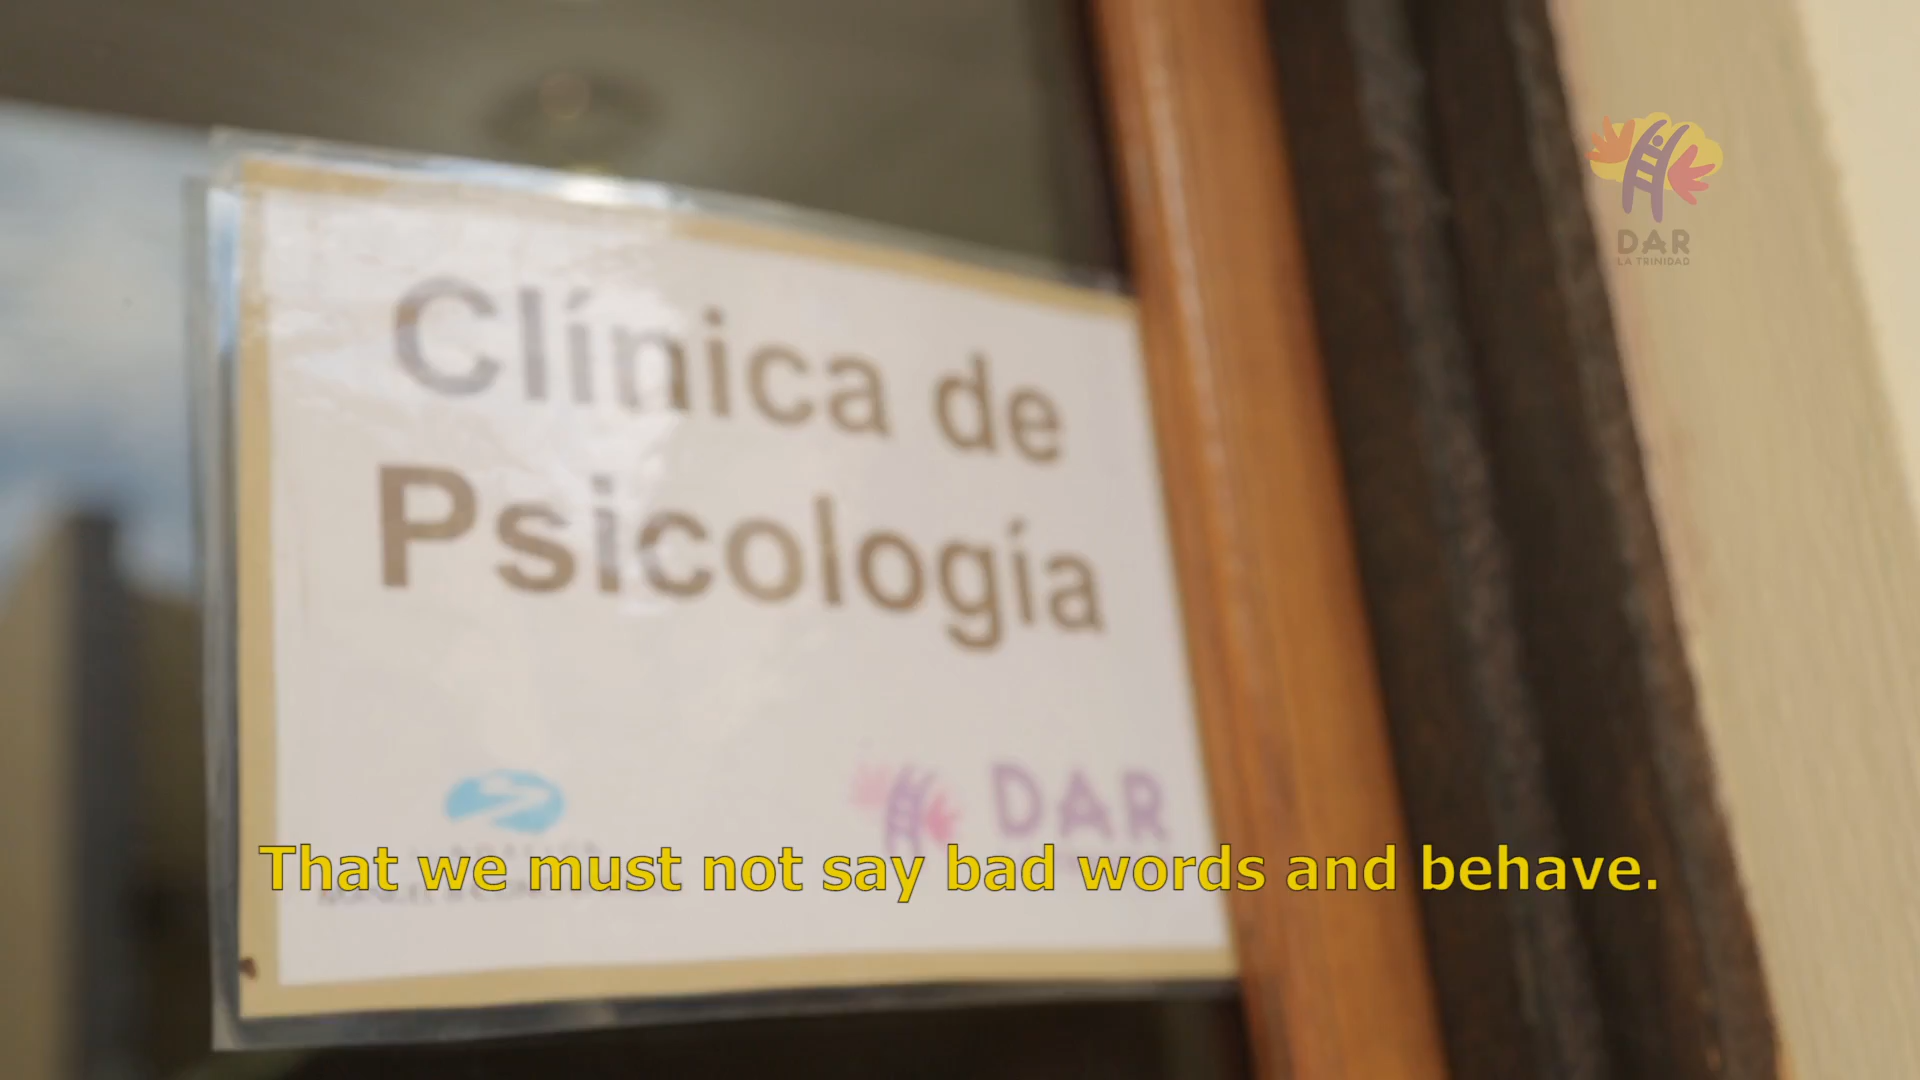 DAR
LA TRINIDAD
Clínica de
Psicología
DAR
That we must not say bad words and behave.